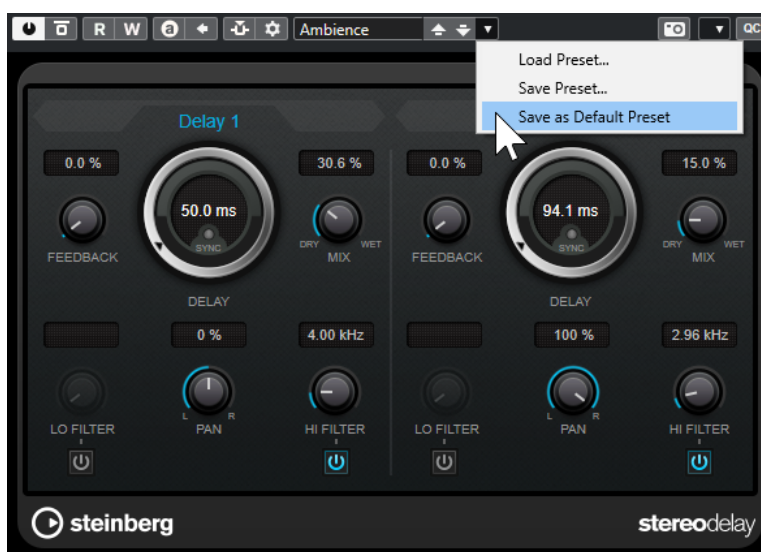 R W a Ambience QC
Load Preset...
Save Preset...
Save as Default Preset
Delay 1
0.0 % 30.6 % 0.0 % 15.0 %
50.0 ms 94.1 ms
SYNC SYNC
DRY WET DRY WET
FEEDBACK MIX FEEDBACK MIX
DELAY DELAY
0 % 4.00 kHz 100 % 2.96 kHz
L R L R
LO FILTER PAN HI FILTER LO FILTER PAN HI FILTER
steinberg stereodelay